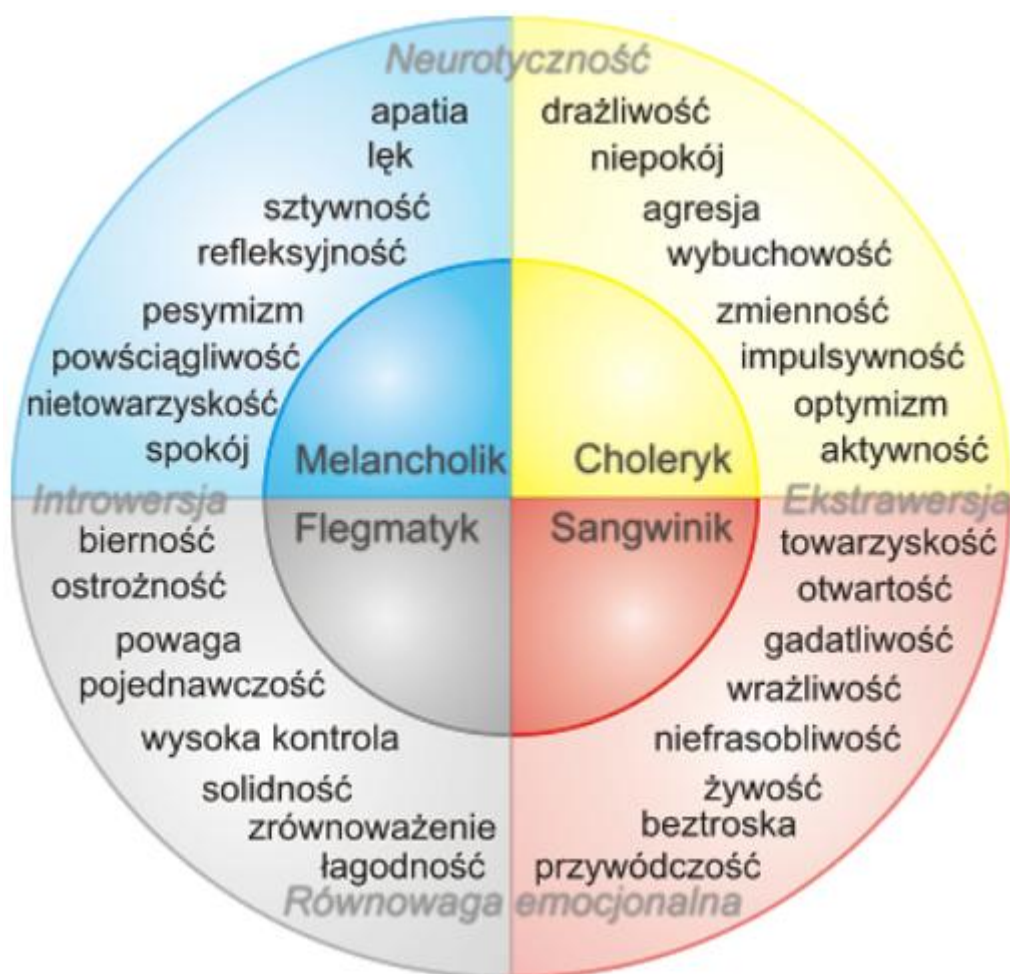 Neurotyczność
apatia
lęk
sztywność
refleksyjność
pesymizm
powściągliwość
nietowarzyskość
spokój
Melancholik
drażliwość
niepokój
agresja
wybuchowość
zmienność
impulsywność
optymizm
aktywność
Choleryk
Introwersja
Ekstrawersja
Flegmatyk
bierność
ostrożność
powaga
pojednawczość
wysoka kontrola
solidność
zrównoważenie
łagodność
Sangwinik
towarzyskość
otwartość
gadatliwość
wrażliwość
niefrasobliwość
żywość
beztroska
przywódczość
Równowaga emocjonalna